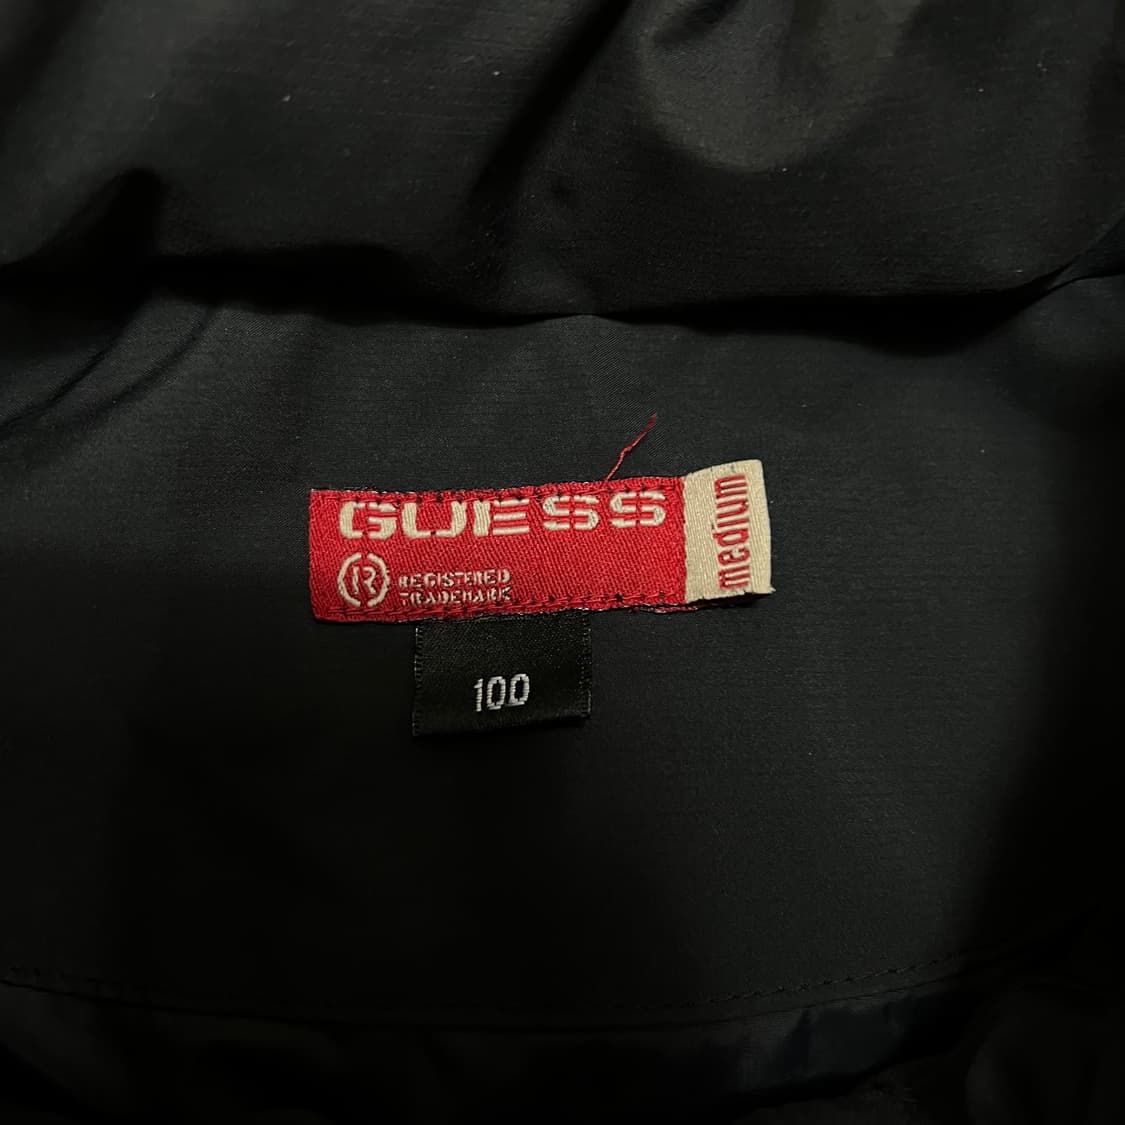 GUESS
medium
R REGISTERED
TRADEMARK
100